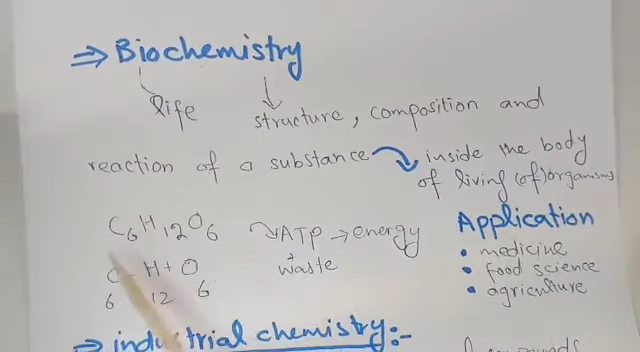 ⇒ Biochemistry
life
structure, composition and
reaction of a substance
inside the body
of living (of) organisms
C6H12O6 ↘ATP → energy
+ waste
C H + O
6 12 6
Application
• medicine
• food science
• agriculture
⇒ industrial chemistry:-